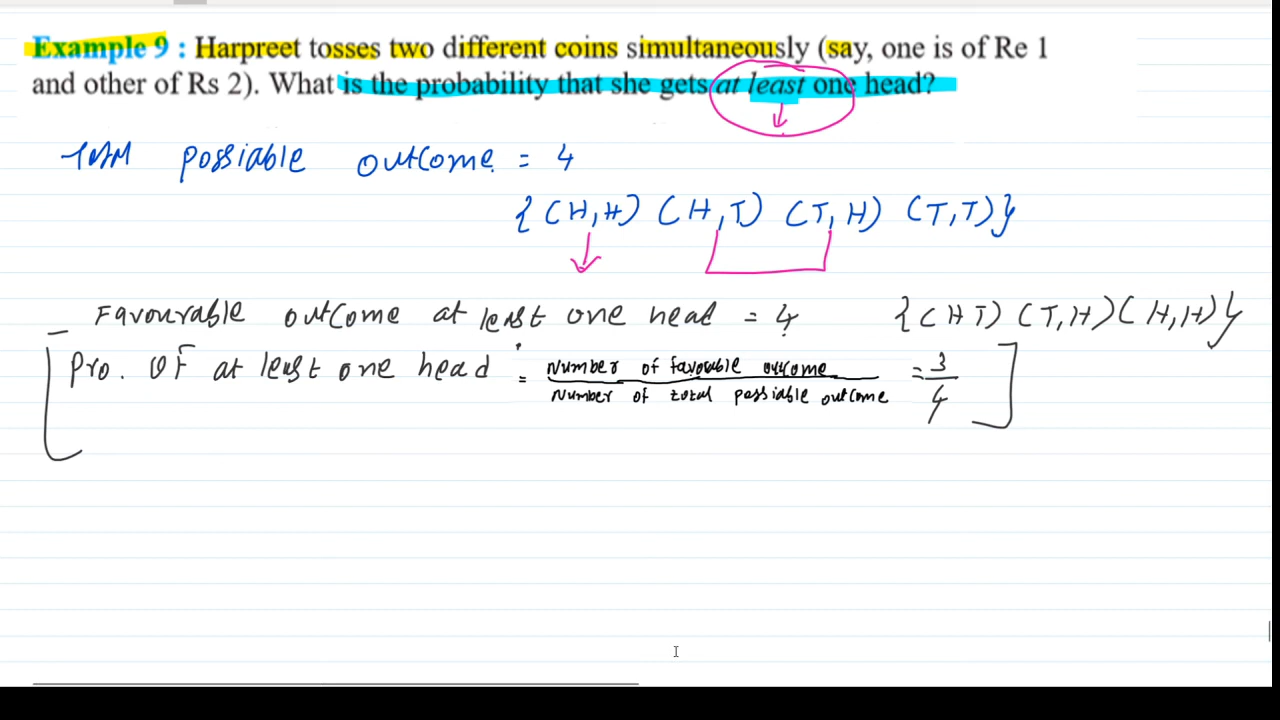 Example 9 : Harpreet tosses two different coins simultaneously (say, one is of Re 1
and other of Rs 2). What is the probability that she gets at least one head?
possiable outcome = 4
{ (H,H) (H,T) (T,H) (T,T)}
Favourable outcome at least one head = 4 {(HT) (T,H) (H,H)}
Pro. OF at least one head = Number of favouble outcome = 3
Number of total possiable outcome 4